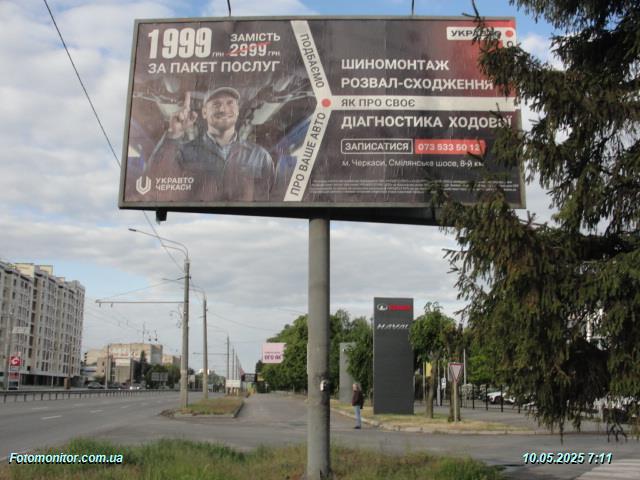 1999 ГРН
ЗАМІСТЬ
2999 ГРН
ЗА ПАКЕТ ПОСЛУГ
ПОДБАЄМО
ПРО ВАШЕ АВТО
ЯК ПРО СВОЄ
УКРАВТО
ШИНОМОНТАЖ
РОЗВАЛ-СХОДЖЕННЯ
ДІАГНОСТИКА ХОДОВОЇ
ЗАПИСАТИСЯ 073 533 50 12
м. Черкаси, Смілянське шосе, 8-й км
УКРАВТО
ЧЕРКАСИ
HAVAL
Fotomonitor.com.ua
10.05.2025 7:11